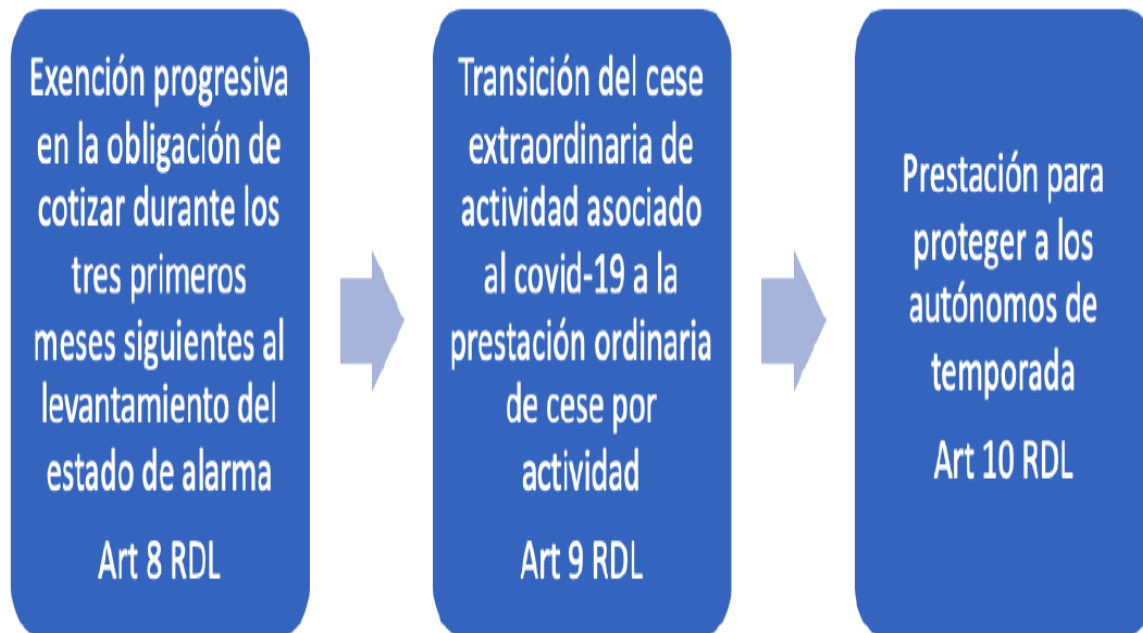 Exención progresiva
en la obligación de
cotizar durante los
tres primeros
meses siguientes al
levantamiento del
estado de alarma
Art 8 RDL
Transición del cese
extraordinaria de
actividad asociado
al covid-19 a la
prestación ordinaria
de cese por
actividad
Art 9 RDL
Prestación para
proteger a los
autónomos de
temporada
Art 10 RDL